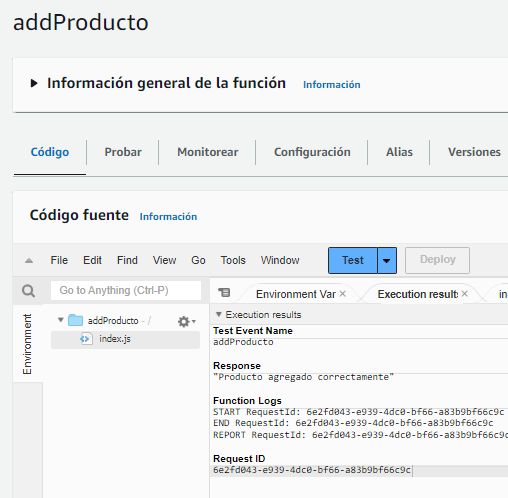 addProducto
Información general de la función Información
Código Probar Monitorear Configuración Alias Versiones
Código fuente Información
File Edit Find View Go Tools Window Test Deploy
Go to Anything (Ctrl-P) Environment Var Execution results in
Environment
addProducto - /
index.js
Execution results
Test Event Name
addProducto
Response
"Producto agregado correctamente"
Function Logs
START RequestId: 6e2fd043-e939-4dc0-bf66-a83b9bf66c9c
END RequestId: 6e2fd043-e939-4dc0-bf66-a83b9bf66c9c
REPORT RequestId: 6e2fd043-e939-4dc0-bf66-a83b9bf66c9c
Request ID
6e2fd043-e939-4dc0-bf66-a83b9bf66c9c